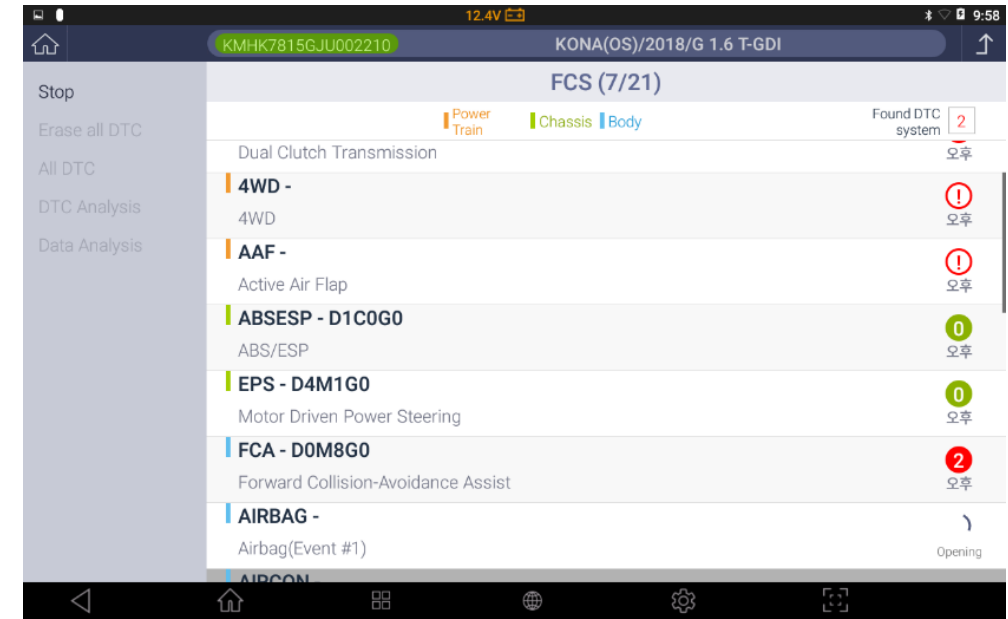 12.4V
9:58
KMHK7815GJU002210
KONA(OS)/2018/G 1.6 T-GDI
Stop
Erase all DTC
All DTC
DTC Analysis
Data Analysis
FCS (7/21)
Power
Train
Chassis
Body
Found DTC
system
2
Dual Clutch Transmission
오후
4WD -
4WD
!
오후
AAF -
Active Air Flap
!
오후
ABSESP - D1C0G0
ABS/ESP
0
오후
EPS - D4M1G0
Motor Driven Power Steering
0
오후
FCA - D0M8G0
Forward Collision-Avoidance Assist
2
오후
AIRBAG -
Airbag(Event #1)
Opening
AIRCON -